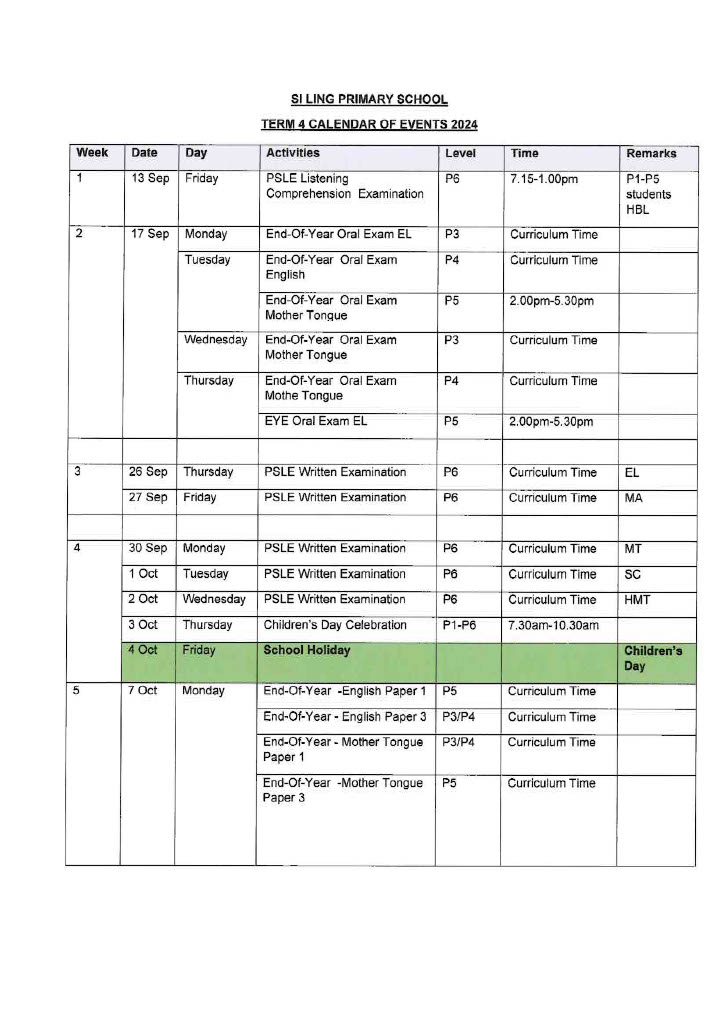 SI LING PRIMARY SCHOOL
TERM 4 CALENDAR OF EVENTS 2024
Week Date Day Activities Level Time Remarks
1 13 Sep Friday PSLE Listening P6 7.15-1.00pm P1-P5
Comprehension Examination students
HBL
2 17 Sep Monday End-Of-Year Oral Exam EL P3 Curriculum Time
Tuesday End-Of-Year Oral Exam P4 Curriculum Time
English
End-Of-Year Oral Exam P5 2.00pm-5.30pm
Mother Tongue
Wednesday End-Of-Year Oral Exam P3 Curriculum Time
Mother Tongue
Thursday End-Of-Year Oral Exam P4 Curriculum Time
Mothe Tongue
EYE Oral Exam EL P5 2.00pm-5.30pm
3 26 Sep Thursday PSLE Written Examination P6 Curriculum Time EL
27 Sep Friday PSLE Written Examination P6 Curriculum Time MA
4 30 Sep Monday PSLE Written Examination P6 Curriculum Time MT
1 Oct Tuesday PSLE Written Examination P6 Curriculum Time SC
2 Oct Wednesday PSLE Written Examination P6 Curriculum Time HMT
3 Oct Thursday Children's Day Celebration P1-P6 7.30am-10.30am
4 Oct Friday School Holiday Children's
Day
5 7 Oct Monday End-Of-Year -English Paper 1 P5 Curriculum Time
End-Of-Year - English Paper 3 P3/P4 Curriculum Time
End-Of-Year - Mother Tongue P3/P4 Curriculum Time
Paper 1
End-Of-Year -Mother Tongue P5 Curriculum Time
Paper 3